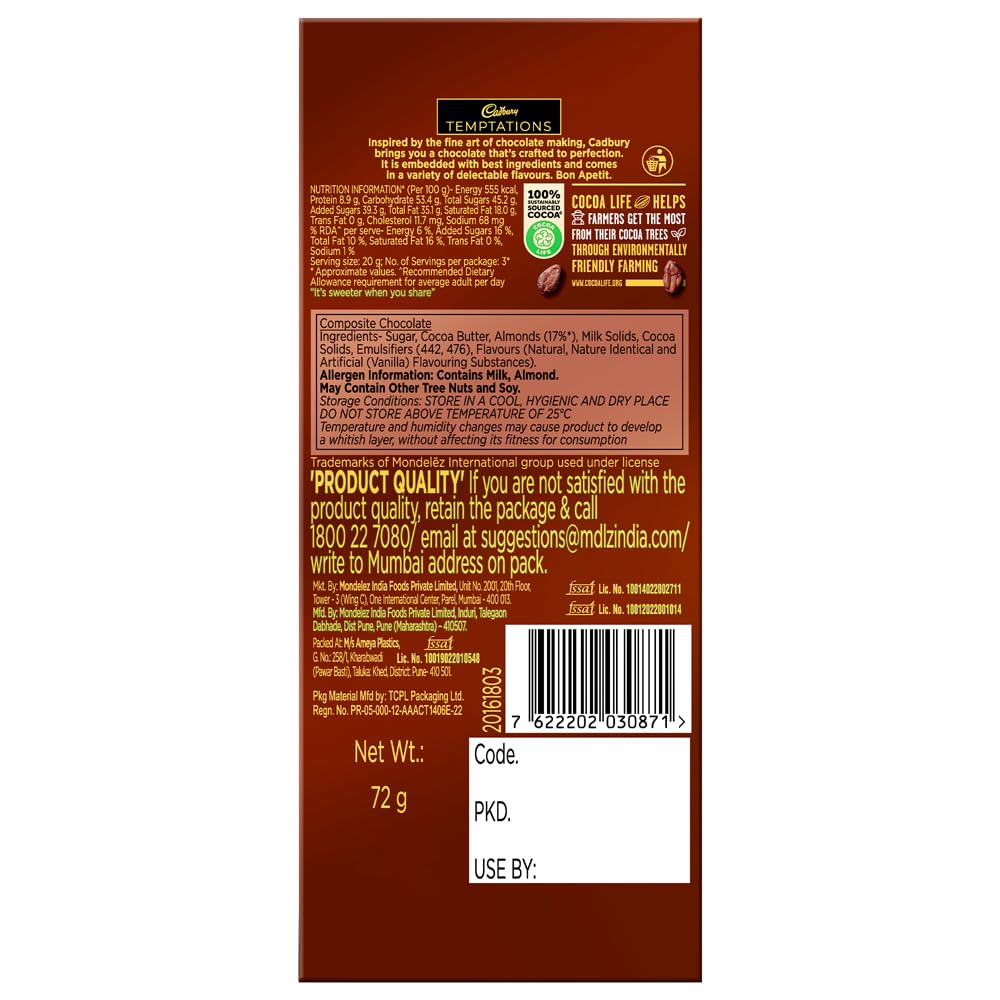 Cadbury
TEMPTATIONS
Inspired by the fine art of chocolate making, Cadbury
brings you a chocolate that's crafted to perfection.
It is embedded with best ingredients and comes
in a variety of delectable flavours. Bon Apetit.
NUTRITION INFORMATION* (Per 100 g)- Energy 555 kcal,
Protein 8.9 g, Carbohydrate 53.4 g, Total Sugars 45.2 g,
Added Sugars 39.3 g, Total Fat 35.1 g, Saturated Fat 18.0 g,
Trans Fat 0 g, Cholesterol 11.7 mg, Sodium 68 mg
% RDA^ per serve- Energy 6 %, Added Sugars 16 %,
Total Fat 10 %, Saturated Fat 16 %, Trans Fat 0 %,
Sodium 1 %
Serving size: 20 g; No. of Servings per package: 3*
* Approximate values. ^Recommended Dietary
Allowance requirement for average adult per day
"It's sweeter when you share"
100%
SUSTAINABLY
SOURCED
COCOA*
COCOA
LIFE
COCOA LIFE HELPS
FARMERS GET THE MOST
FROM THEIR COCOA TREES
THROUGH ENVIRONMENTALLY
FRIENDLY FARMING
WWW.COCOALIFE.ORG
Composite Chocolate
Ingredients- Sugar, Cocoa Butter, Almonds (17%*), Milk Solids, Cocoa
Solids, Emulsifiers (442, 476), Flavours (Natural, Nature Identical and
Artificial (Vanilla) Flavouring Substances).
Allergen Information: Contains Milk, Almond.
May Contain Other Tree Nuts and Soy.
Storage Conditions: STORE IN A COOL, HYGIENIC AND DRY PLACE
DO NOT STORE ABOVE TEMPERATURE OF 25°C
Temperature and humidity changes may cause product to develop
a whitish layer, without affecting its fitness for consumption
Trademarks of Mondelēz International group used under license
'PRODUCT QUALITY' If you are not satisfied with the
product quality, retain the package & call
1800 22 7080/ email at suggestions@mdlzindia.com/
write to Mumbai address on pack.
Mkt. By: Mondelez India Foods Private Limited, Unit No. 2001, 20th Floor,
Tower - 3 (Wing C), One International Center, Parel, Mumbai - 400 013.
Mfd. By: Mondelez India Foods Private Limited, Induri, Talegaon
Dabhade, Dist Pune, Pune (Maharashtra) - 410507.
fssai Lic. No. 10014022002711
fssai Lic. No. 10012022001014
Packed At: M/s Ameya Plastics, fssai
G. No.: 258/1, Kharabwadi Lic. No. 10019022010548
(Pawar Basti), Taluka: Khed, District: Pune- 410 501.
Pkg Material Mfd by: TCPL Packaging Ltd.
Regn. No. PR-05-000-12-AAACT1406E-22
20161803
7 622202 030871 >
Net Wt.:
72 g
Code.
PKD.
USE BY: